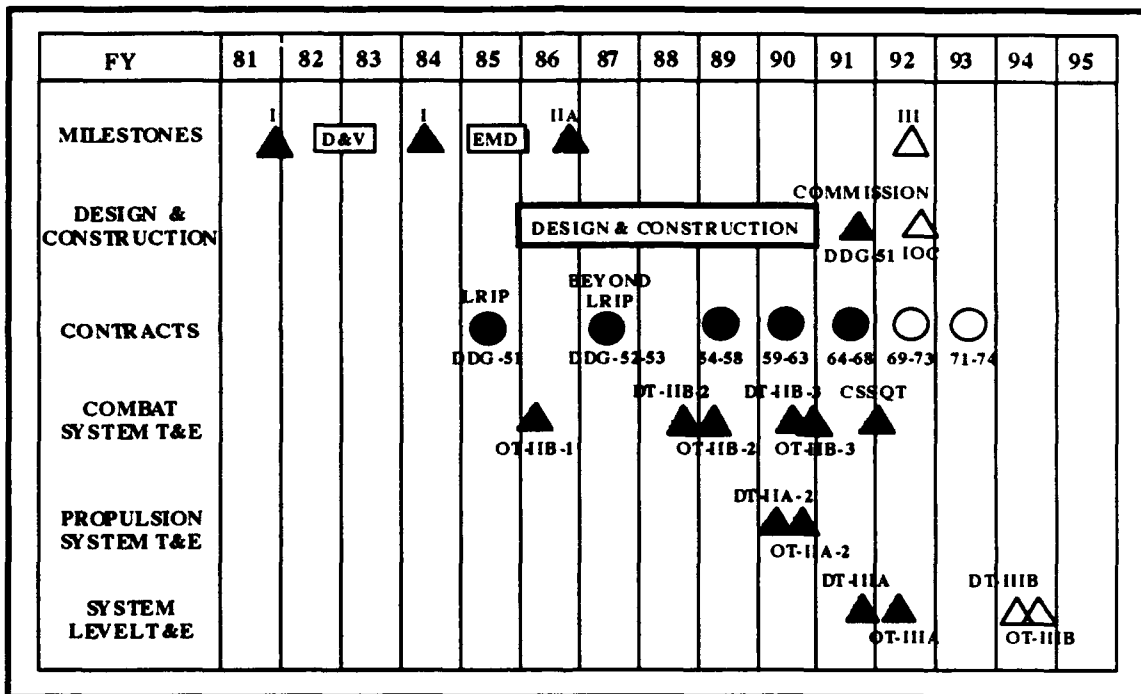 FY 81 82 83 84 85 86 87 88 89 90 91 92 93 94 95
I I IIA III
MILESTONES D&V EMD
COMMISSION
DESIGN &
CONSTRUCTION DESIGN & CONSTRUCTION
DDG-51 IOC
LRIP BEYOND
LRIP
CONTRACTS
DDG-51 DDG-52-53 54-58 59-63 64-68 69-73 71-74
DT-IIB-2 DT-IIB-3 CSSQT
COMBAT
SYSTEM T&E
OT-IIB-1 OT-IIB-2 OT-IIB-3
DT-IIA-2
PROPULSION
SYSTEM T&E
OT-IIA-2
DT-IIIA DT-IIIB
SYSTEM
LEVEL T&E
OT-IIIA OT-IIIB